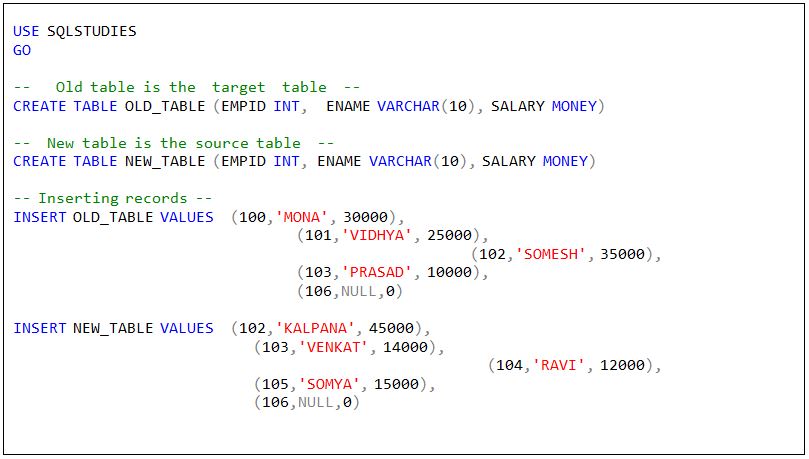 USE SQLSTUDIES
GO
--   Old table is the  target  table  --
CREATE TABLE OLD_TABLE (EMPID INT,  ENAME VARCHAR(10), SALARY MONEY)
--  New table is the source table  --
CREATE TABLE NEW_TABLE (EMPID INT, ENAME VARCHAR(10), SALARY MONEY)
-- Inserting records --
INSERT OLD_TABLE VALUES  (100,'MONA', 30000),
(101,'VIDHYA', 25000),
(102,'SOMESH', 35000),
(103,'PRASAD', 10000),
(106,NULL,0)
INSERT NEW_TABLE VALUES  (102,'KALPANA', 45000),
(103,'VENKAT', 14000),
(104,'RAVI', 12000),
(105,'SOMYA', 15000),
(106,NULL,0)